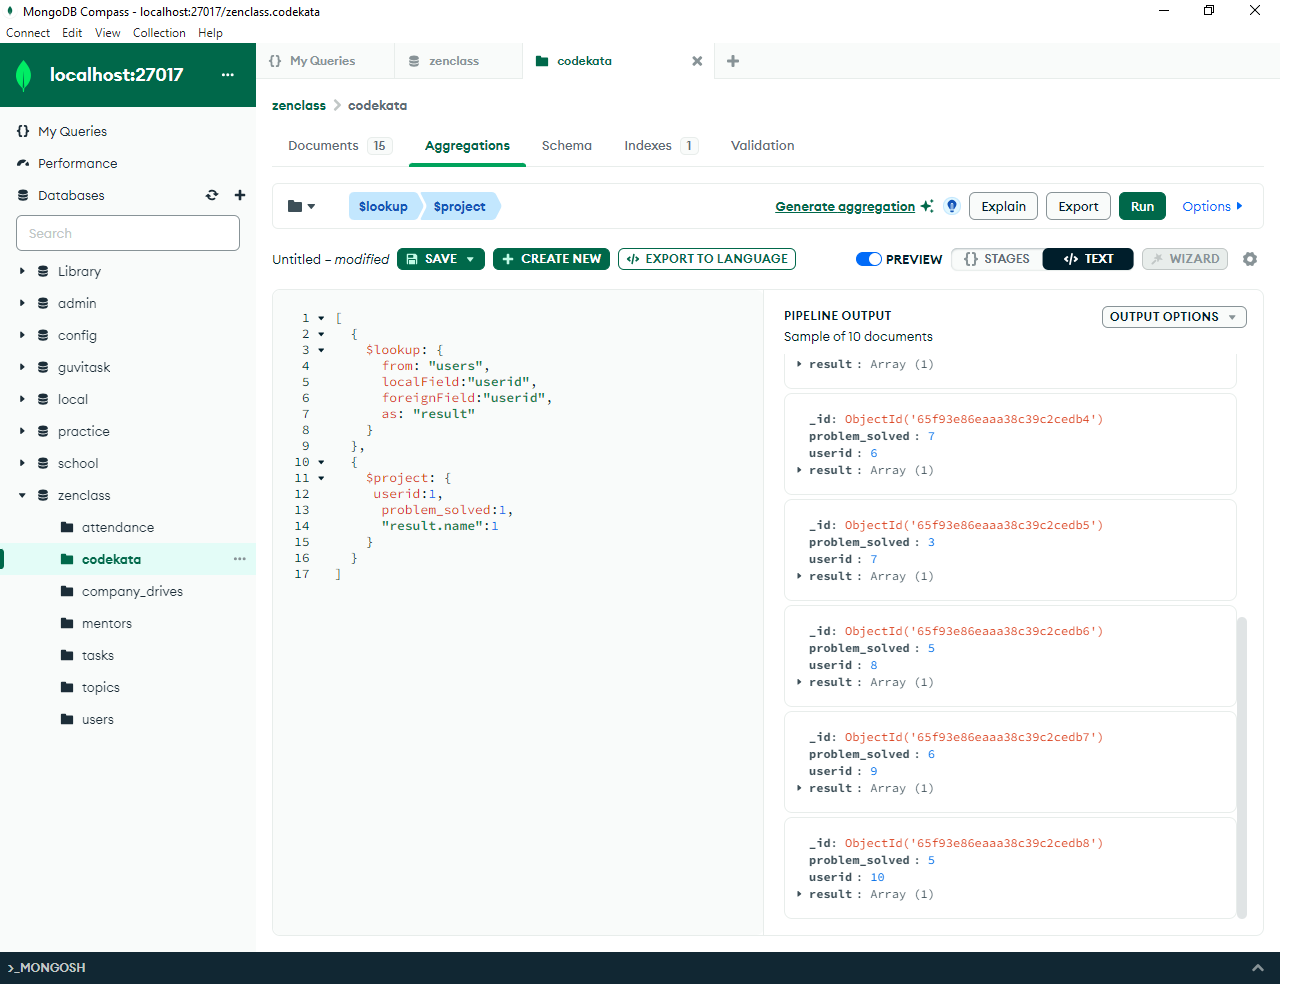 MongoDB Compass - localhost:27017/zenclass.codekata
Connect Edit View Collection Help
localhost:27017 ...
{} My Queries
zenclass
codekata
My Queries
Performance
Databases
Search
Library
admin
config
guvitask
local
practice
school
zenclass
attendance
codekata
company_drives
mentors
tasks
topics
users
zenclass > codekata
Documents 15 Aggregations Schema Indexes 1 Validation
$lookup $project Generate aggregation Explain Export Run Options
Untitled – modified SAVE + CREATE NEW </> EXPORT TO LANGUAGE PREVIEW {} STAGES </> TEXT WIZARD
1 [
2 {
3 $lookup: {
4 from: "users",
5 localField:"userid",
6 foreignField:"userid",
7 as: "result"
8 }
9 },
10 {
11 $project: {
12 userid:1,
13 problem_solved:1,
14 "result.name":1
15 }
16 }
17 ]
PIPELINE OUTPUT
Sample of 10 documents
OUTPUT OPTIONS
result : Array (1)
_id: ObjectId('65f93e86eaaa38c39c2cedb4')
problem_solved : 7
userid : 6
result : Array (1)
_id: ObjectId('65f93e86eaaa38c39c2cedb5')
problem_solved : 3
userid : 7
result : Array (1)
_id: ObjectId('65f93e86eaaa38c39c2cedb6')
problem_solved : 5
userid : 8
result : Array (1)
_id: ObjectId('65f93e86eaaa38c39c2cedb7')
problem_solved : 6
userid : 9
result : Array (1)
_id: ObjectId('65f93e86eaaa38c39c2cedb8')
problem_solved : 5
userid : 10
result : Array (1)
>_MONGOSH